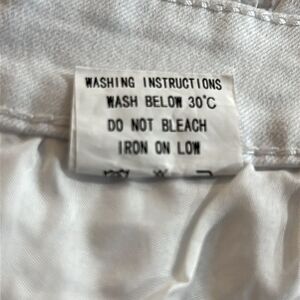 WASHING INSTRUCTIONS
WASH BELOW 30°C
DO NOT BLEACH
IRON ON LOW